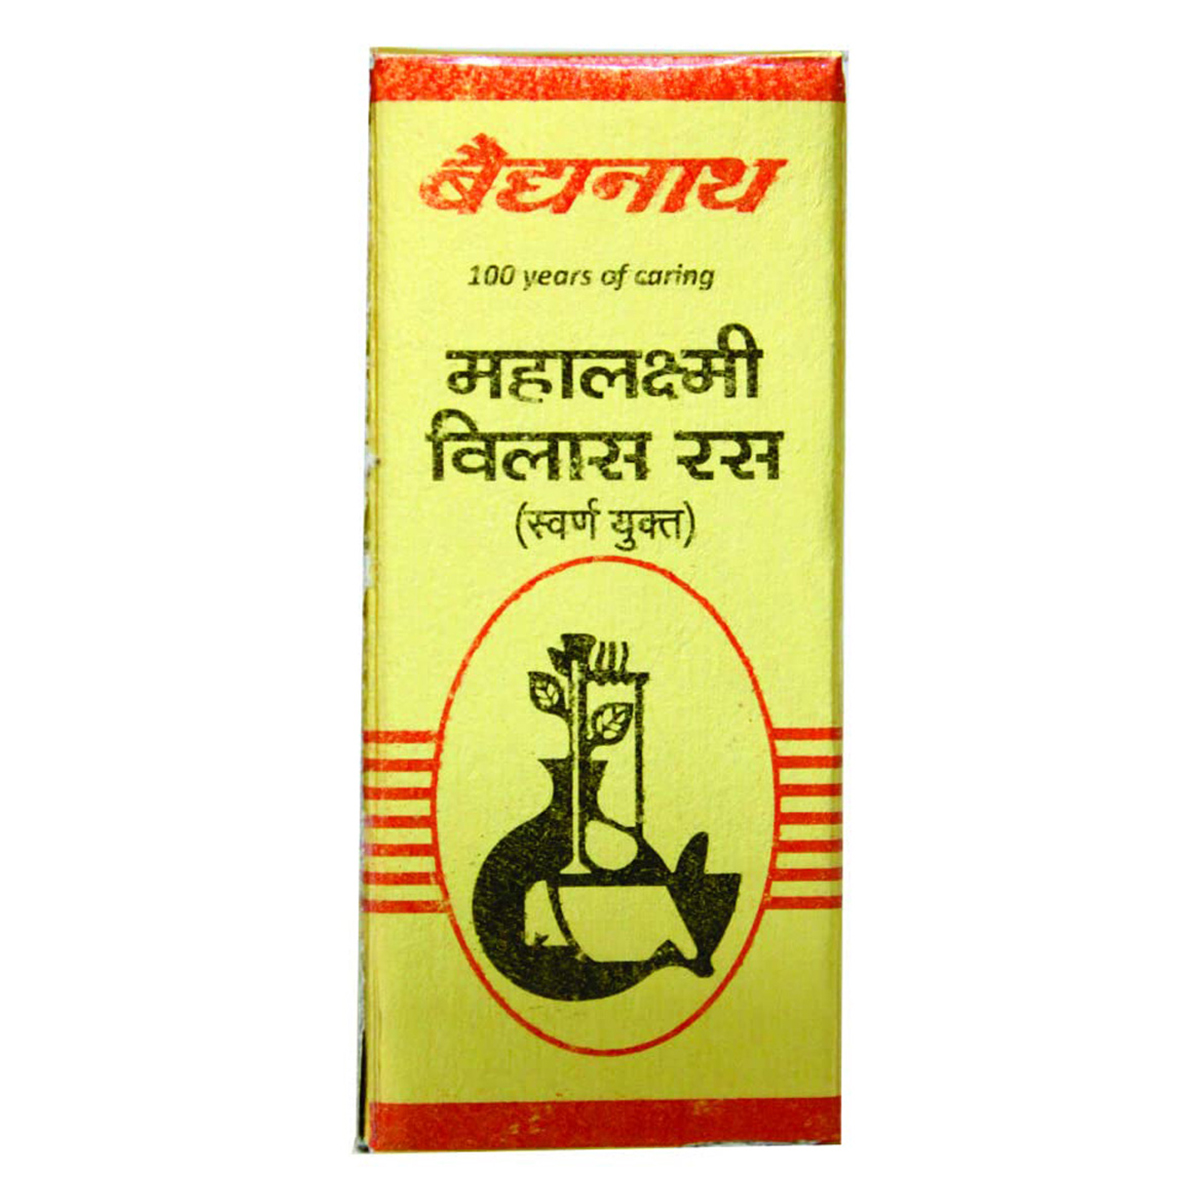 बैद्यनाथ
100 years of caring
महालक्ष्मी
विलास रस
(स्वर्ण युक्त)